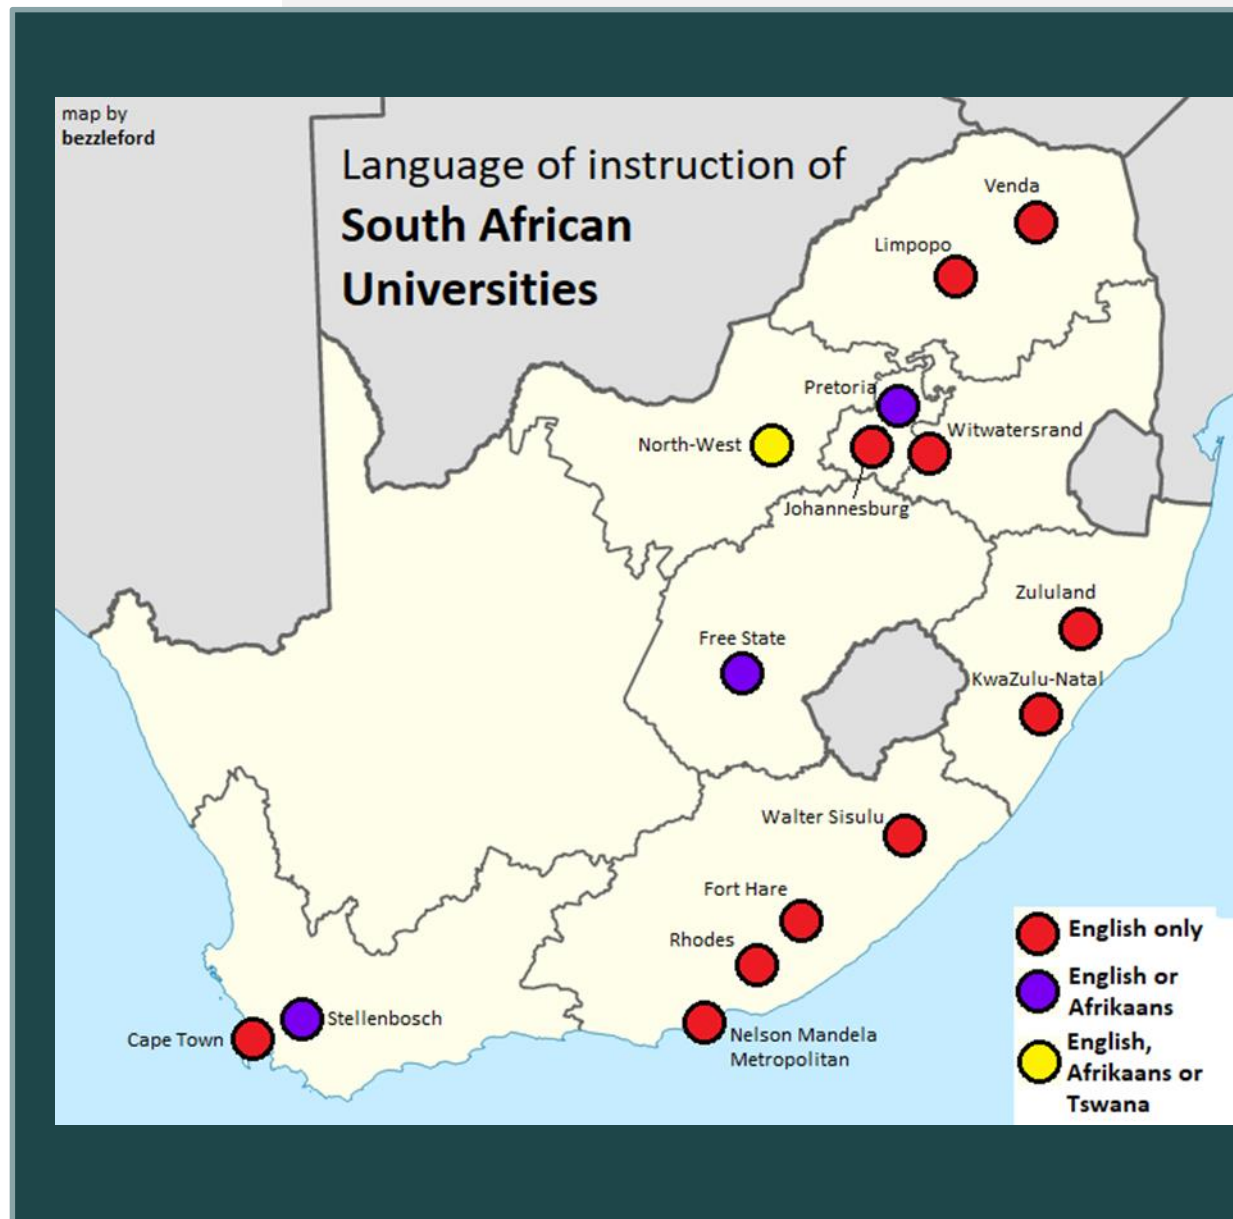 map by
bezzleford
Language of instruction of
South African
Universities
Venda
Limpopo
Pretoria
Witwatersrand
North-West
Johannesburg
Zululand
Free State
KwaZulu-Natal
Walter Sisulu
Fort Hare
Rhodes
Stellenbosch
Cape Town
Nelson Mandela
Metropolitan
English only
English or
Afrikaans
English,
Afrikaans or
Tswana